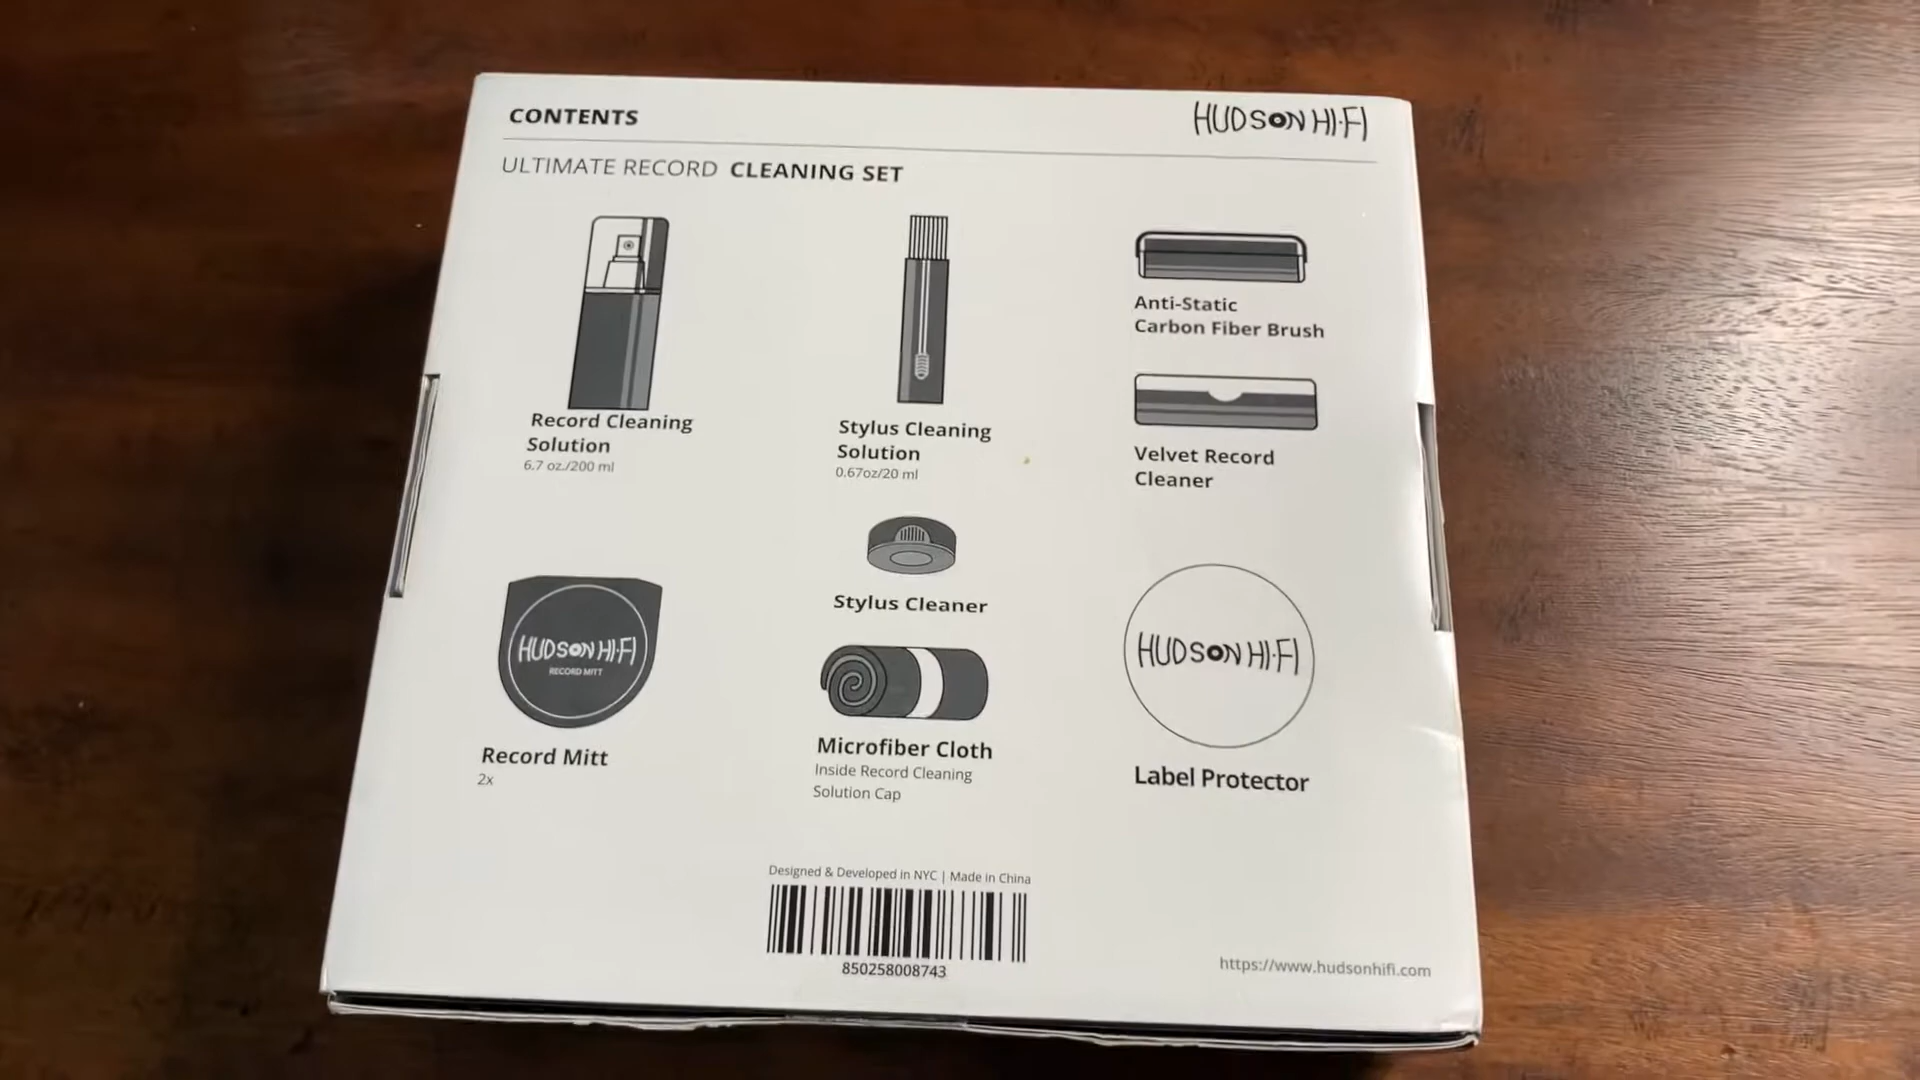 CONTENTS
HUDSON HI-FI
ULTIMATE RECORD CLEANING SET
Record Cleaning
Solution
6.7 oz./200 ml
Stylus Cleaning
Solution
0.67oz/20 ml
Anti-Static
Carbon Fiber Brush
Velvet Record
Cleaner
Stylus Cleaner
HUDSON HI-FI
RECORD MITT
Record Mitt
2x
Microfiber Cloth
Inside Record Cleaning
Solution Cap
HUDSON HI-FI
Label Protector
Designed & Developed in NYC | Made in China
850258008743
https://www.hudsonhifi.com